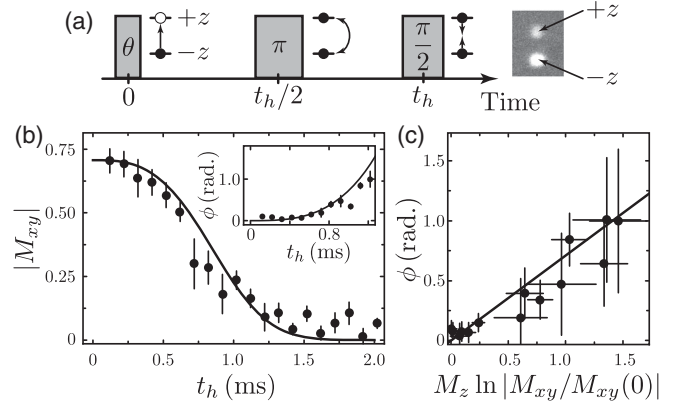 (a)
θ
+z
−z
π
π/2
+z
−z
0
t_h/2
t_h
Time
(b)
|M_xy|
0.75
0.50
0.25
0
0
0.5
1.0
1.5
2.0
t_h (ms)
ϕ (rad.)
1.0
0
0
0.8
t_h (ms)
(c)
ϕ (rad.)
1.5
1.0
0.5
0
0
0.5
1.0
1.5
M_z ln |M_xy/M_xy(0)|